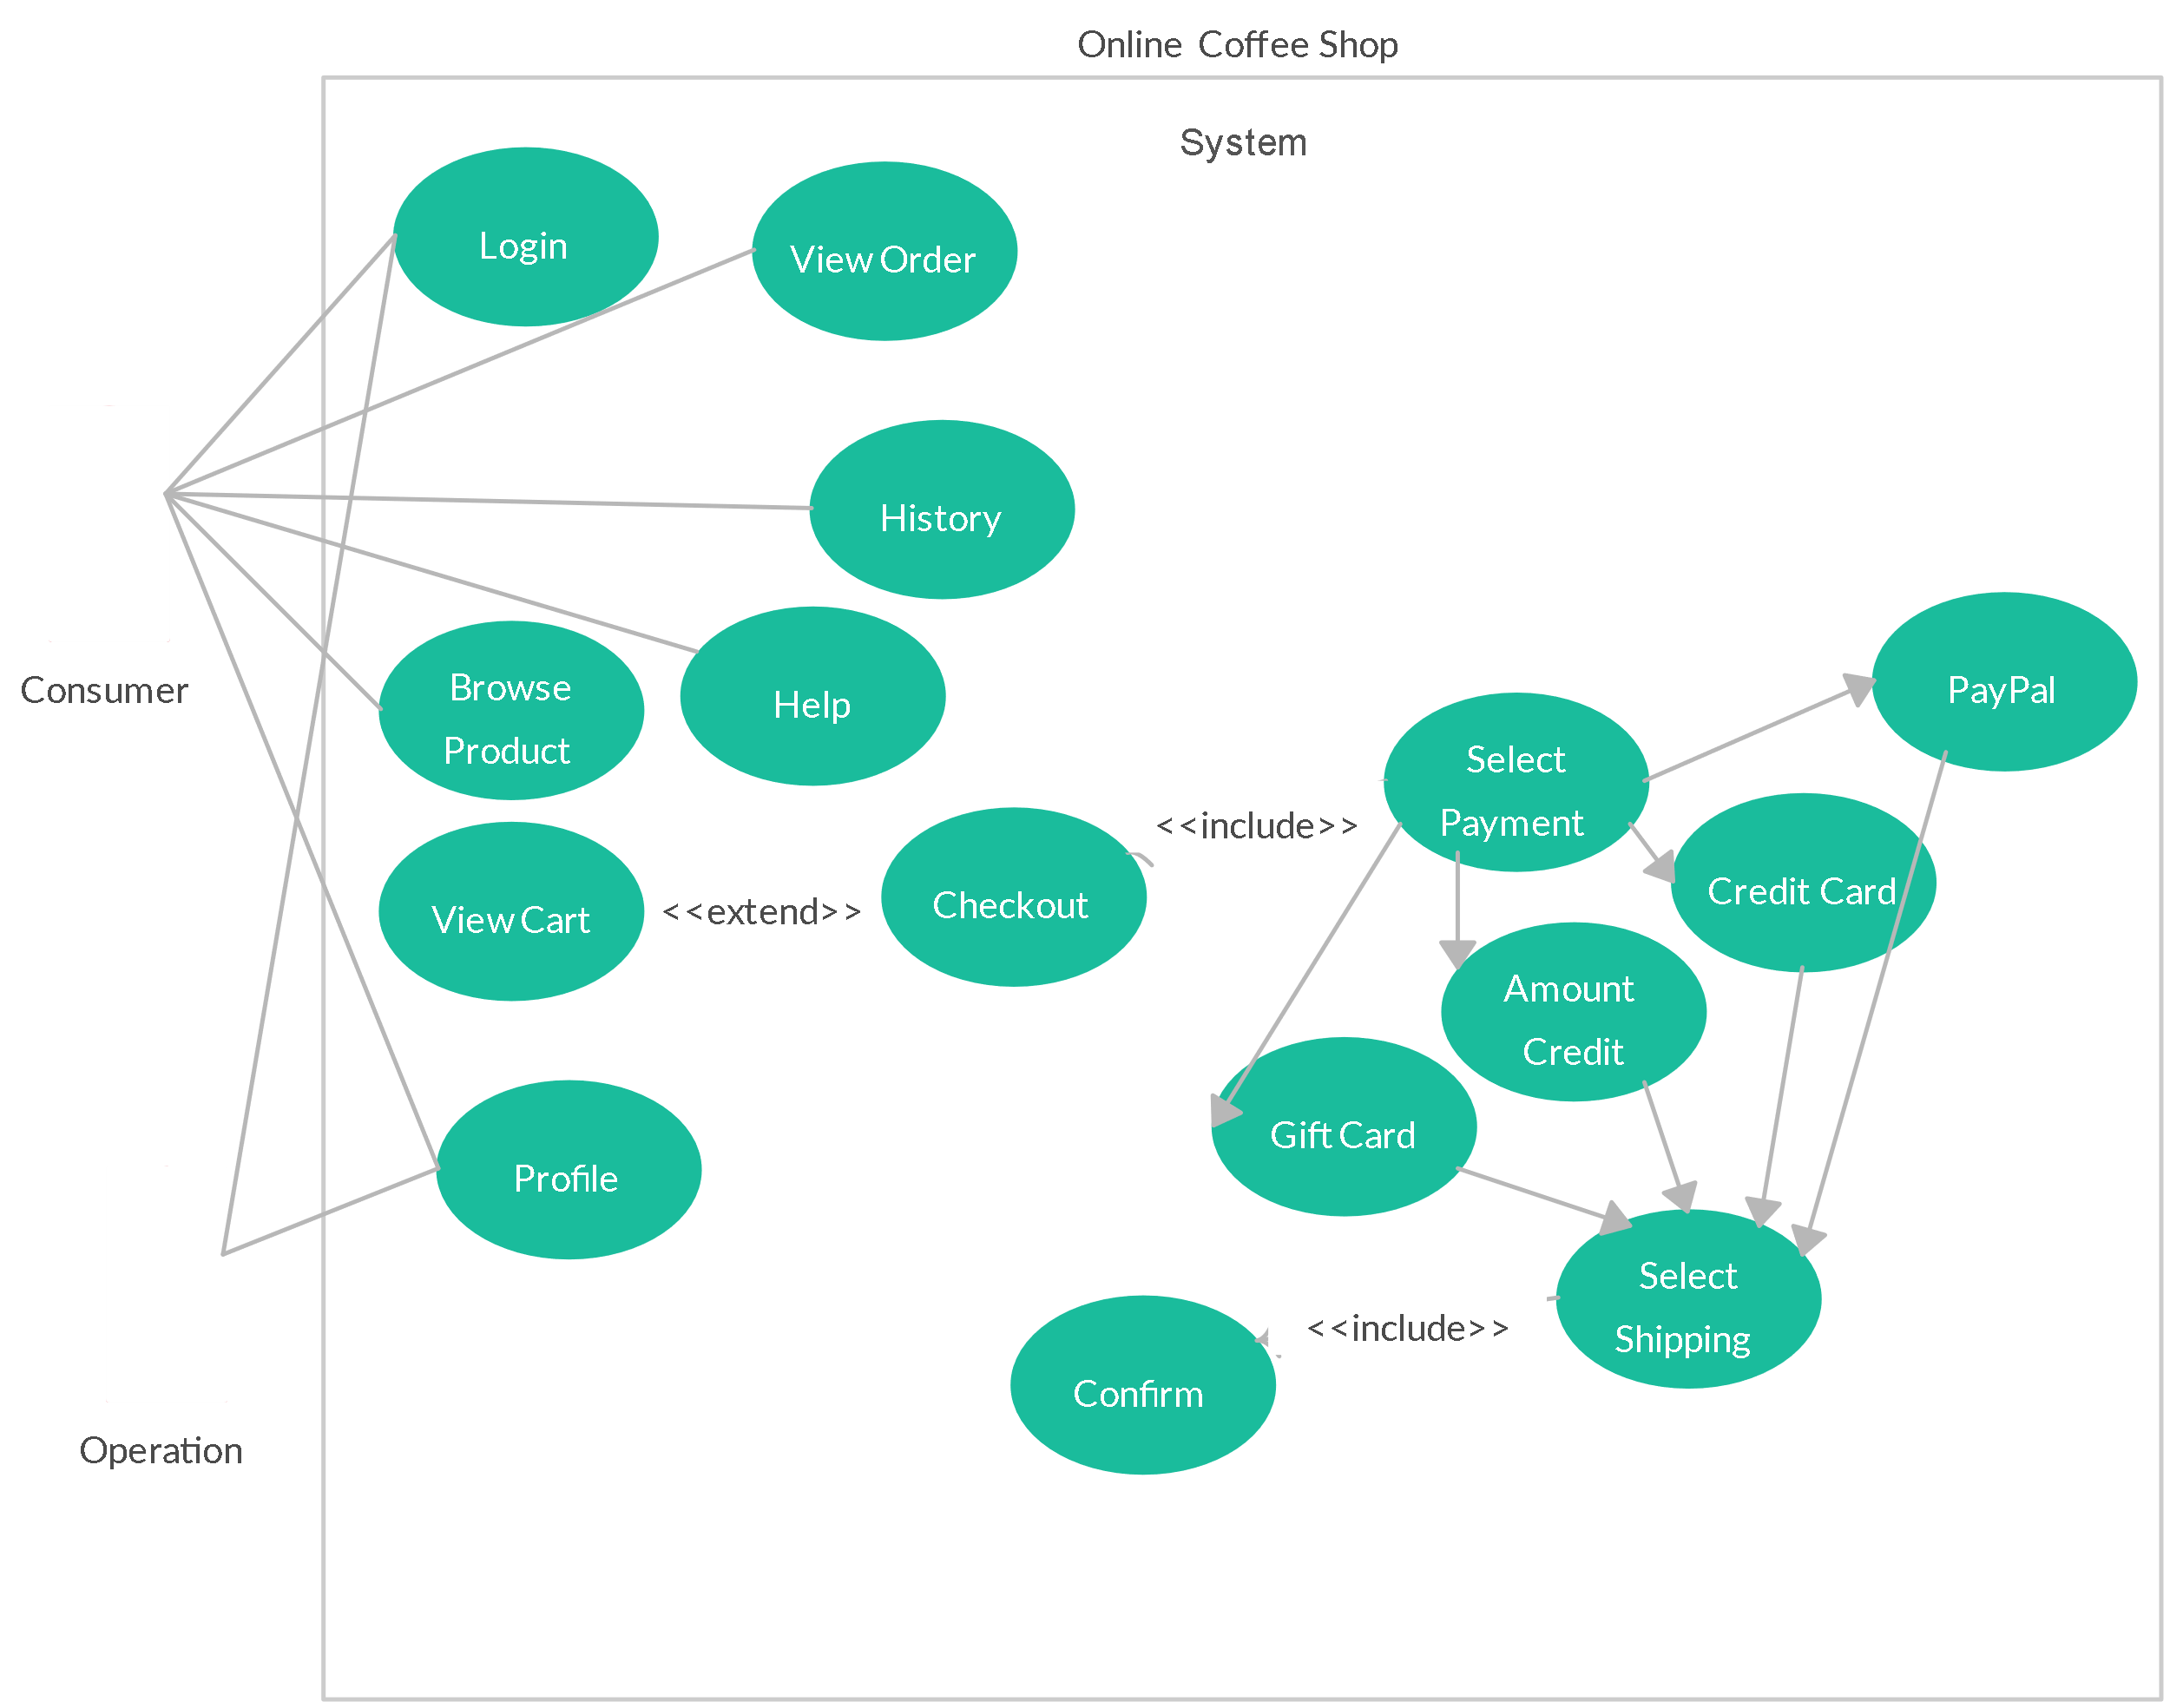 Online Coffee Shop
System
Login
View Order
History
Browse
Product
Help
Consumer
PayPal
Select
Payment
<<include>>
Credit Card
View Cart
<<extend>>
Checkout
Amount
Credit
Gift Card
Profile
Select
Shipping
<<include>>
Confirm
Operation